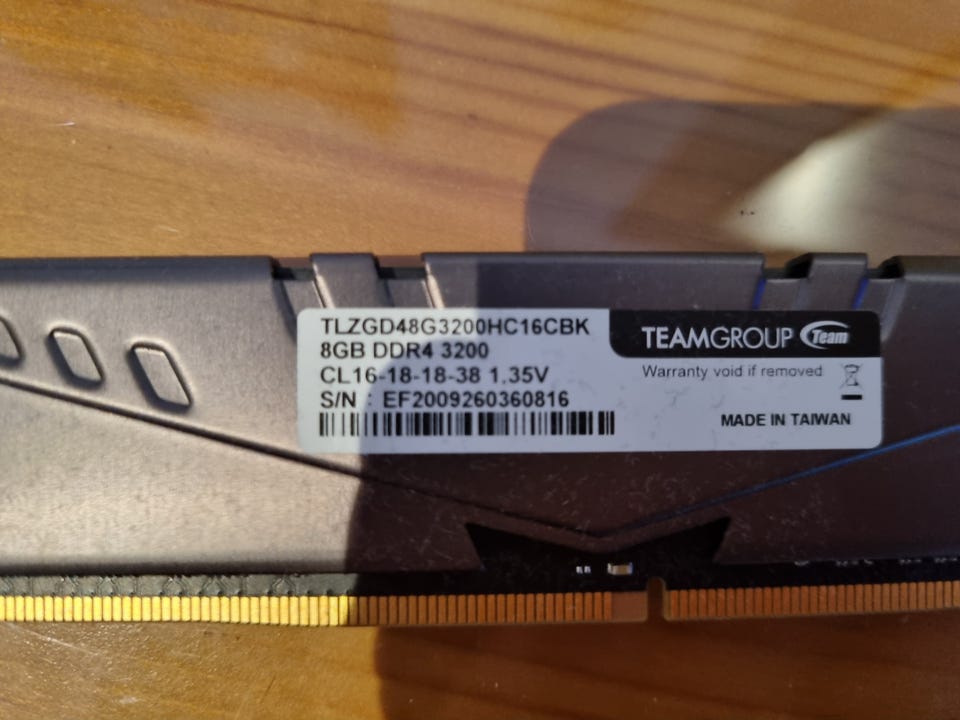 TLZGD48G3200HC16CBK
8GB DDR4 3200
CL16-18-18-38 1.35V
S/N : EF2009260360816
TEAMGROUP Team
Warranty void if removed
MADE IN TAIWAN